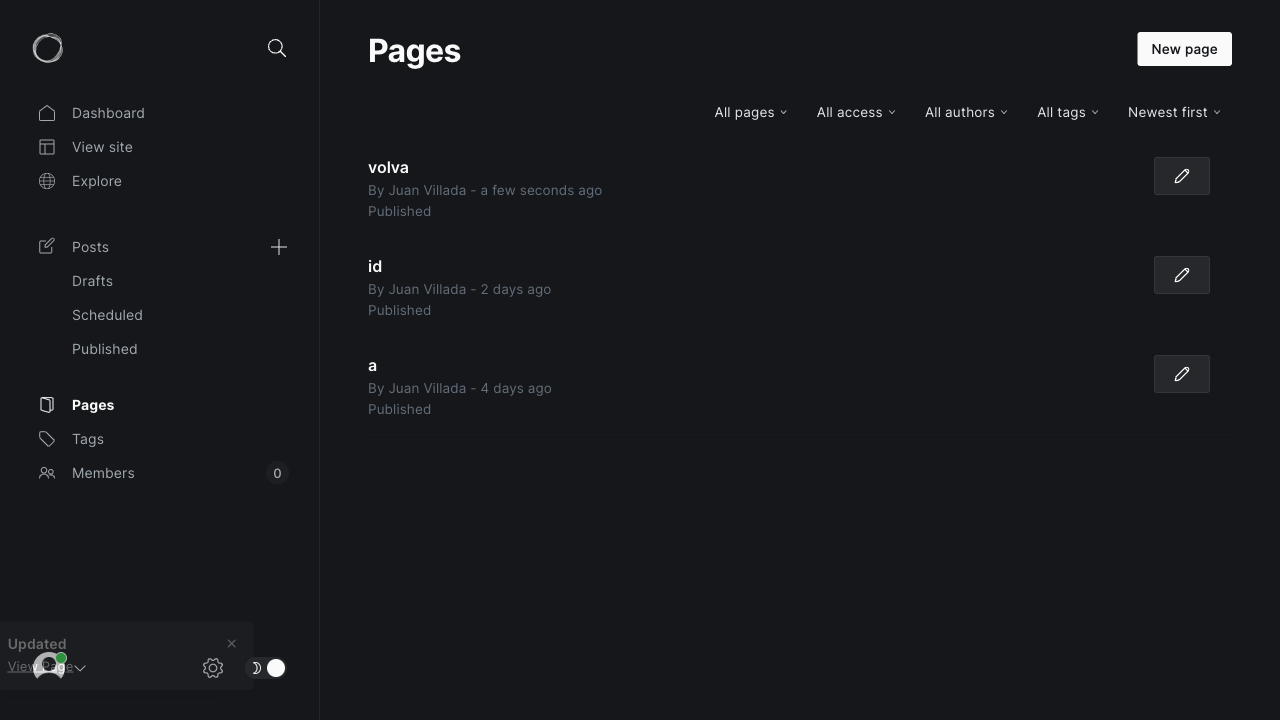 Pages
New page
Dashboard
View site
Explore
Posts
Drafts
Scheduled
Published
Pages
Tags
Members
0
All pages
All access
All authors
All tags
Newest first
volva
By Juan Villada - a few seconds ago
Published
id
By Juan Villada - 2 days ago
Published
a
By Juan Villada - 4 days ago
Published
Updated
View Page